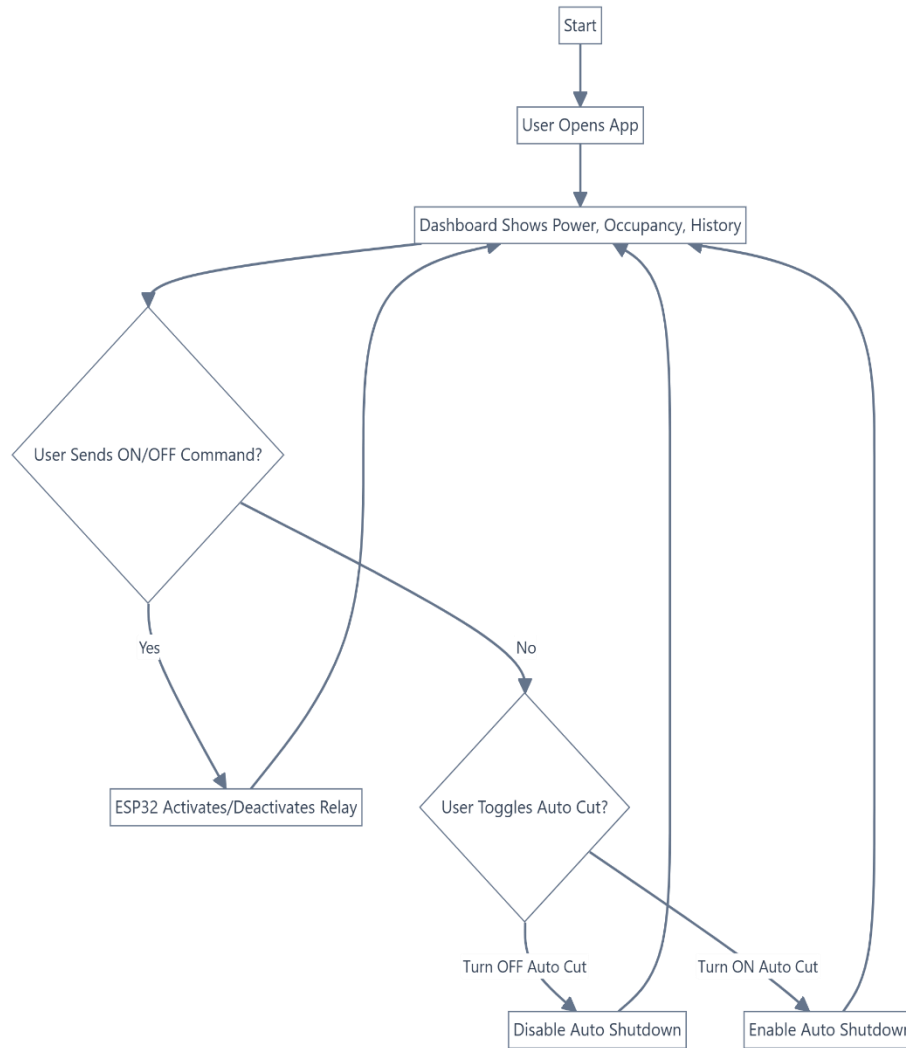 Start
User Opens App
Dashboard Shows Power, Occupancy, History
User Sends ON/OFF Command?
Yes
No
ESP32 Activates/Deactivates Relay
User Toggles Auto Cut?
Turn OFF Auto Cut
Turn ON Auto Cut
Disable Auto Shutdown
Enable Auto Shutdown